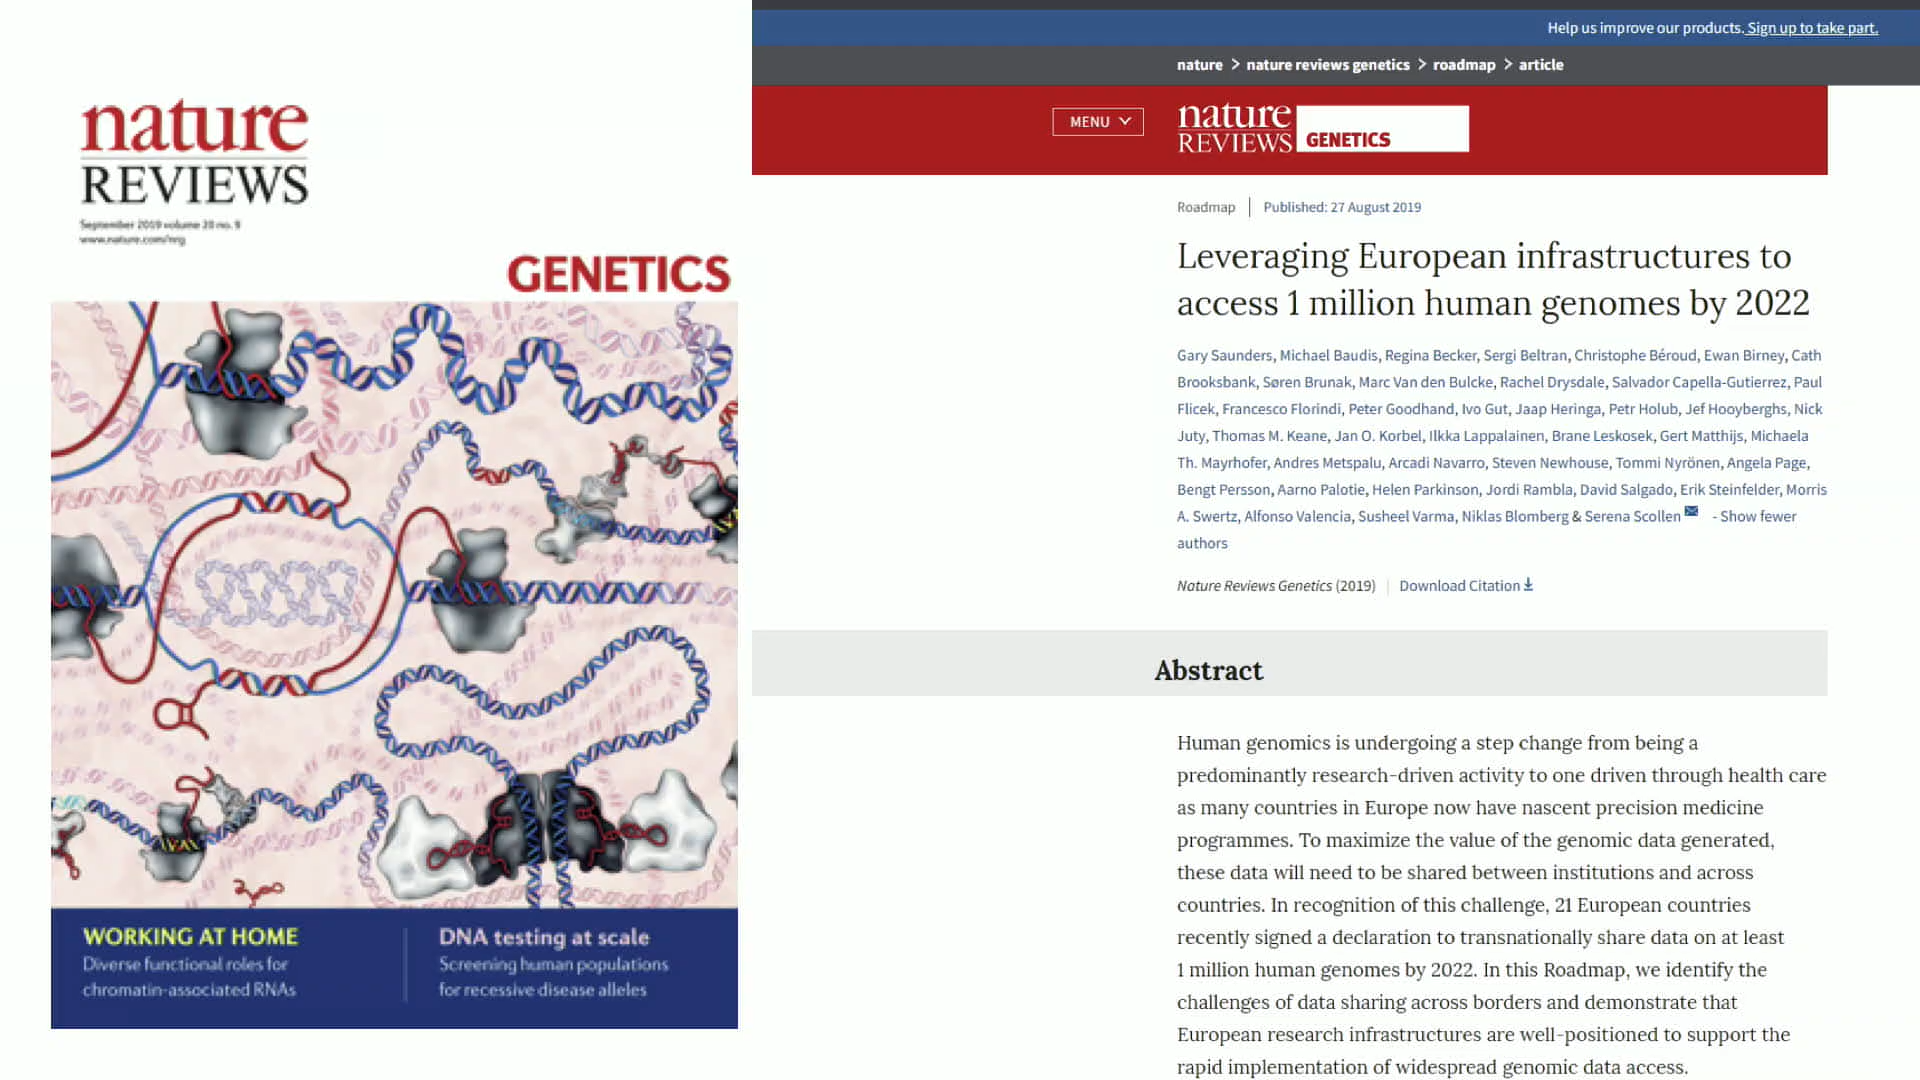 nature
REVIEWS
September 2019 volume 20 no. 9
www.nature.com/nrg
GENETICS
WORKING AT HOME
Diverse functional roles for
chromatin-associated RNAs
DNA testing at scale
Screening human populations
for recessive disease alleles
Help us improve our products. Sign up to take part.
nature > nature reviews genetics > roadmap > article
MENU
nature
REVIEWS GENETICS
Roadmap | Published: 27 August 2019
Leveraging European infrastructures to
access 1 million human genomes by 2022
Gary Saunders, Michael Baudis, Regina Becker, Sergi Beltran, Christophe Béroud, Ewan Birney, Cath
Brooksbank, Søren Brunak, Marc Van den Bulcke, Rachel Drysdale, Salvador Capella-Gutierrez, Paul
Flicek, Francesco Florindi, Peter Goodhand, Ivo Gut, Jaap Heringa, Petr Holub, Jef Hooyberghs, Nick
Juty, Thomas M. Keane, Jan O. Korbel, Ilkka Lappalainen, Brane Leskosek, Gert Matthijs, Michaela
Th. Mayrhofer, Andres Metspalu, Arcadi Navarro, Steven Newhouse, Tommi Nyrönen, Angela Page,
Bengt Persson, Aarno Palotie, Helen Parkinson, Jordi Rambla, David Salgado, Erik Steinfelder, Morris
A. Swertz, Alfonso Valencia, Susheel Varma, Niklas Blomberg & Serena Scollen - Show fewer
authors
Nature Reviews Genetics (2019) | Download Citation
Abstract
Human genomics is undergoing a step change from being a
predominantly research-driven activity to one driven through health care
as many countries in Europe now have nascent precision medicine
programmes. To maximize the value of the genomic data generated,
these data will need to be shared between institutions and across
countries. In recognition of this challenge, 21 European countries
recently signed a declaration to transnationally share data on at least
1 million human genomes by 2022. In this Roadmap, we identify the
challenges of data sharing across borders and demonstrate that
European research infrastructures are well-positioned to support the
rapid implementation of widespread genomic data access.